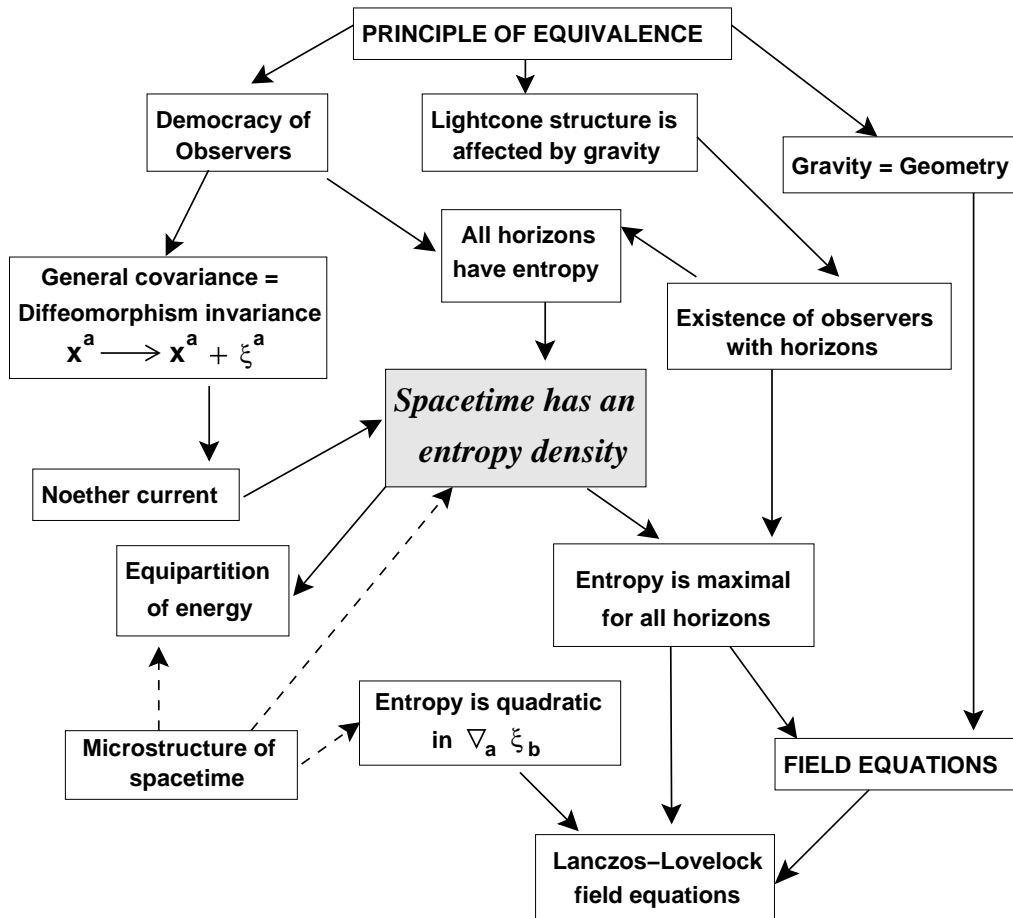 PRINCIPLE OF EQUIVALENCE
Democracy of
Observers
Lightcone structure is
affected by gravity
Gravity = Geometry
All horizons
have entropy
General covariance =
Diffeomorphism invariance
x^a ⟶ x^a + ξ^a
Existence of observers
with horizons
Spacetime has an
entropy density
Noether current
Equipartition
of energy
Entropy is maximal
for all horizons
Entropy is quadratic
in ∇_a ξ_b
Microstructure of
spacetime
FIELD EQUATIONS
Lanczos−Lovelock
field equations